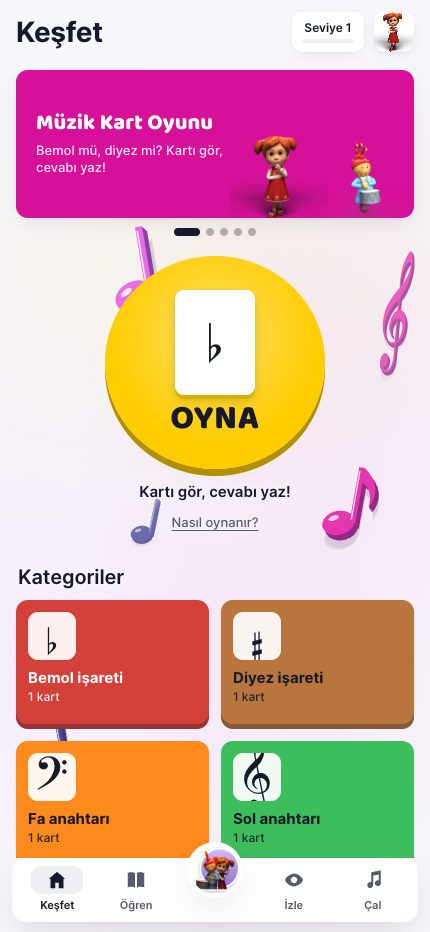 Keşfet
Seviye 1
Müzik Kart Oyunu
Bemol mü, diyez mi? Kartı gör,
cevabı yaz!
♭
OYNA
Kartı gör, cevabı yaz!
Nasıl oynanır?
Kategoriler
♭
Bemol işareti
1 kart
♯
Diyez işareti
1 kart
𝄢
Fa anahtarı
1 kart
𝄞
Sol anahtarı
1 kart
Keşfet
Öğren
İzle
Çal